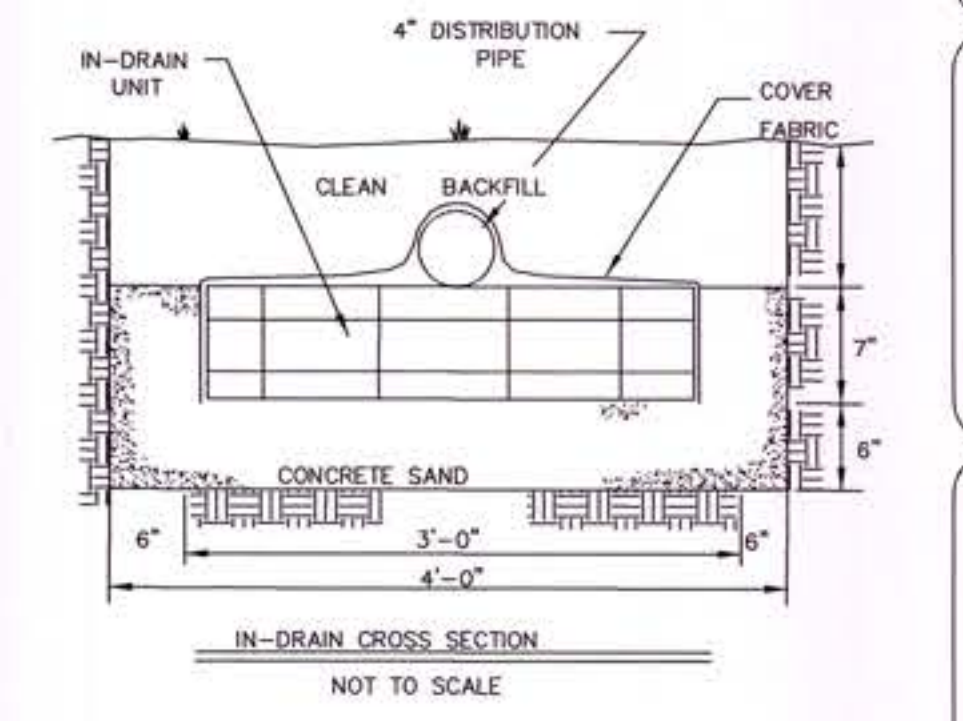 4" DISTRIBUTION
PIPE
IN-DRAIN
UNIT
COVER
FABRIC
CLEAN BACKFILL
7"
6"
CONCRETE SAND
6"
3'-0"
6"
4'-0"
IN-DRAIN CROSS SECTION
NOT TO SCALE